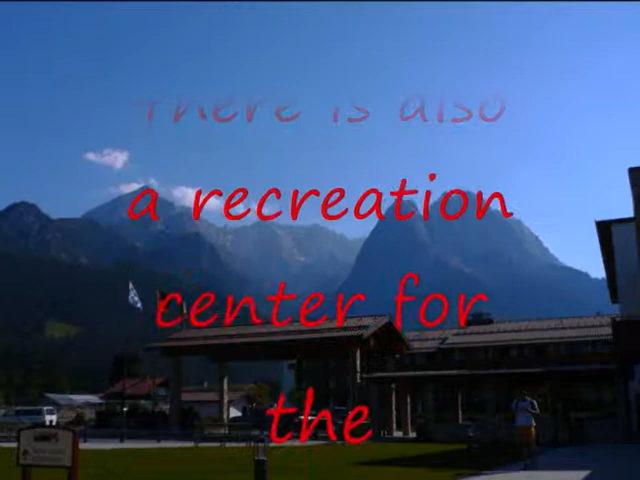 There is also
a recreation
center for
the